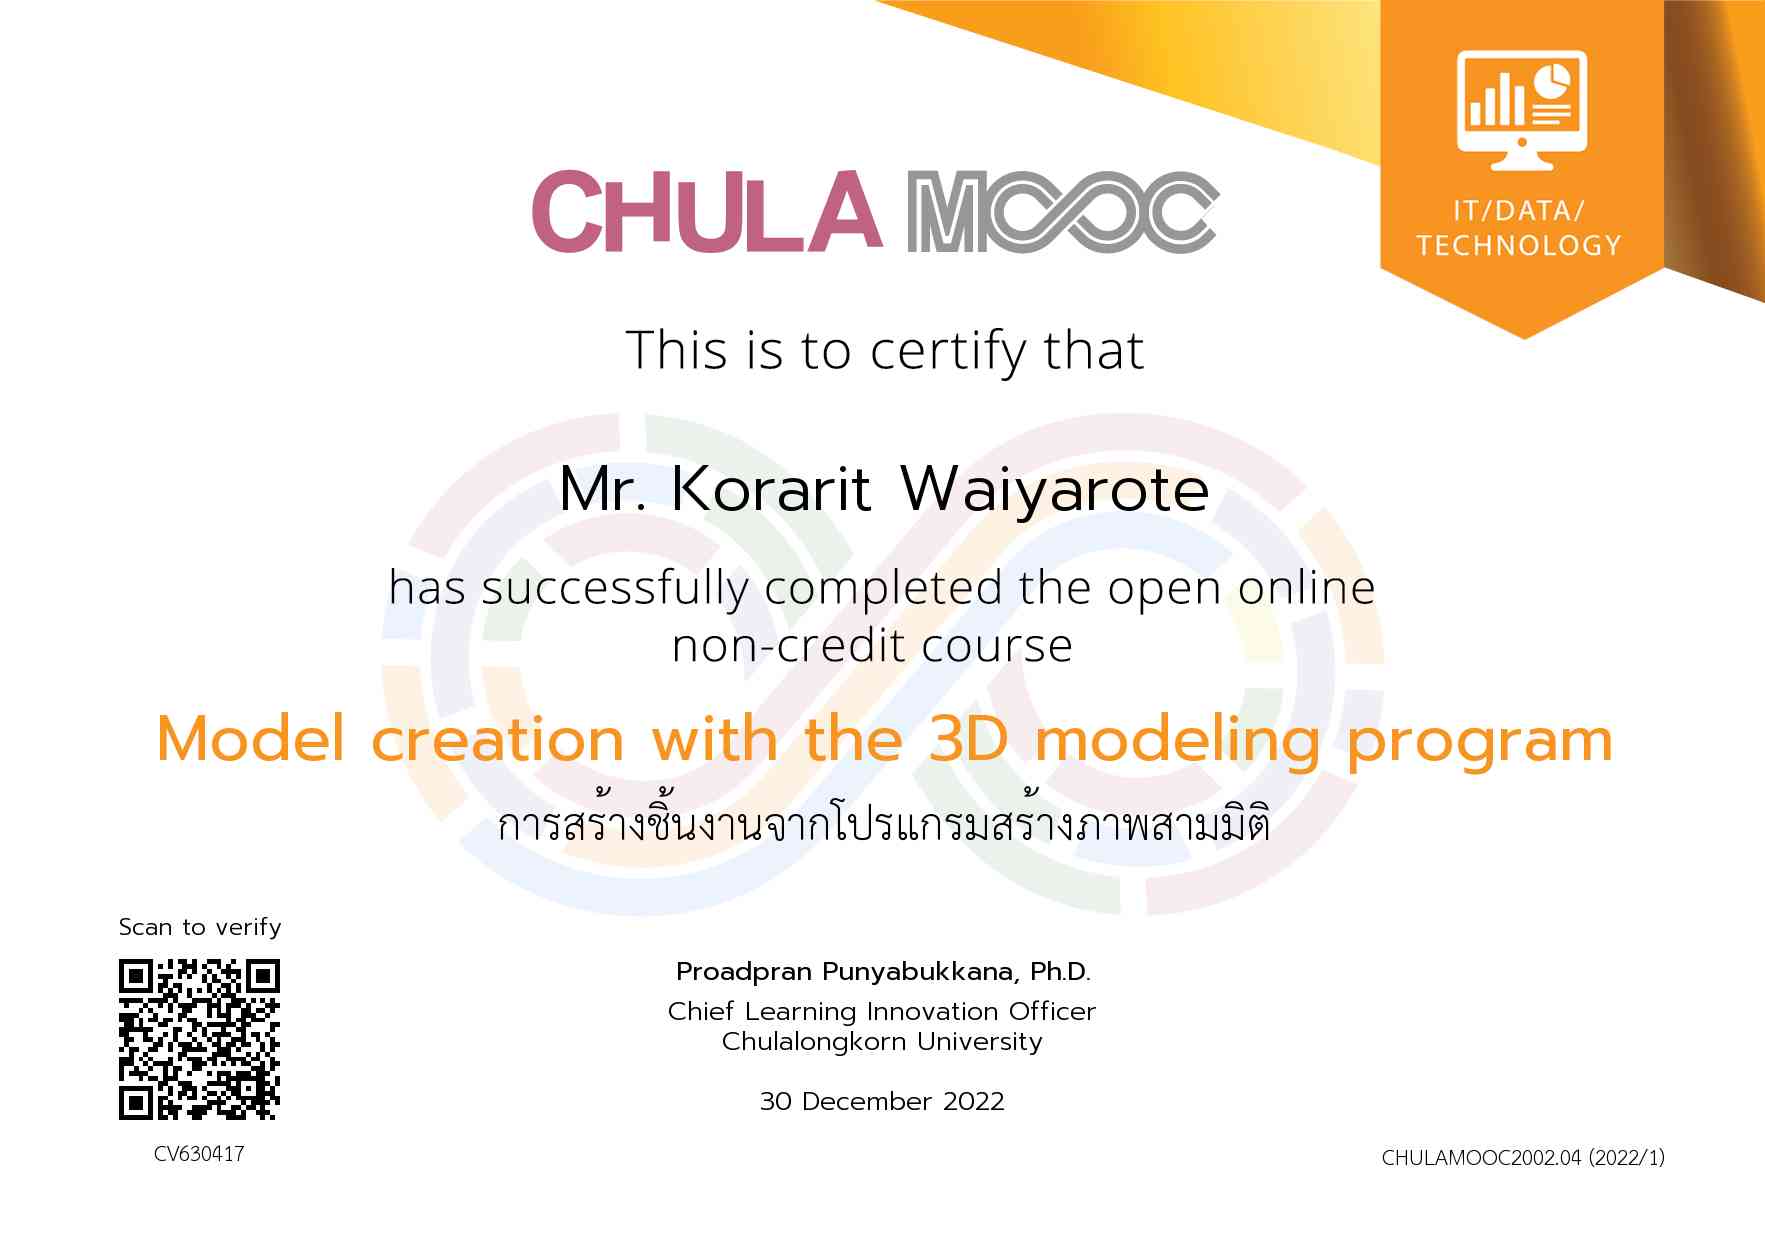 CHULA MOOC
IT/DATA/
TECHNOLOGY
This is to certify that
Mr. Korarit Waiyarote
has successfully completed the open online
non-credit course
Model creation with the 3D modeling program
การสร้างชิ้นงานจากโปรแกรมสร้างภาพสามมิติ
Scan to verify
CV630417
Proadpran Punyabukkana, Ph.D.
Chief Learning Innovation Officer
Chulalongkorn University
30 December 2022
CHULAMOOC2002.04 (2022/1)